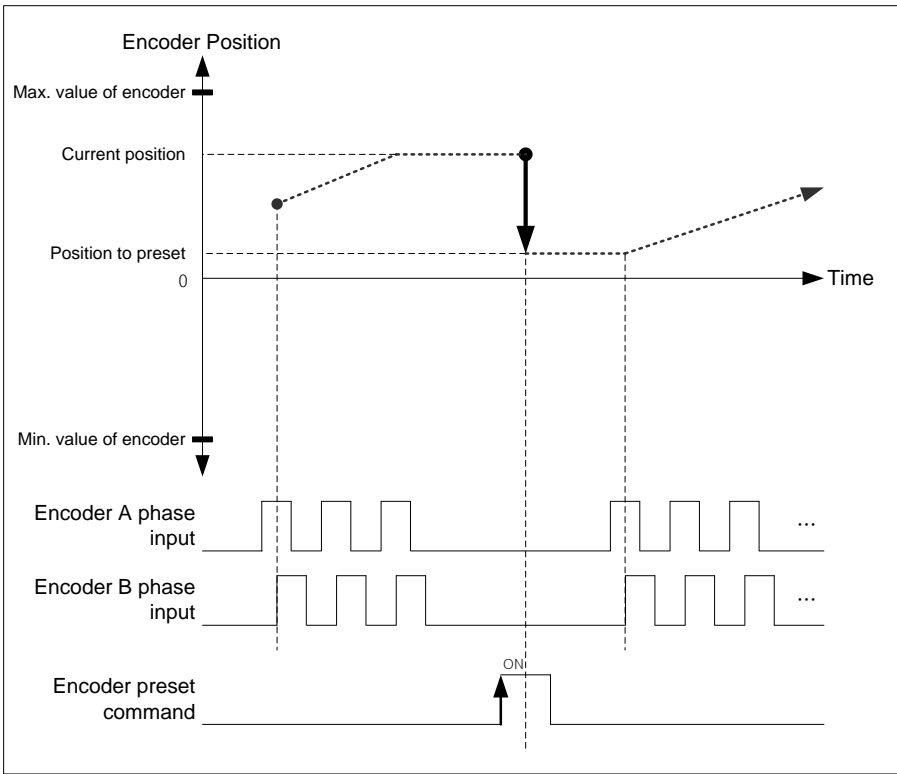 Encoder Position
Max. value of encoder
Current position
Position to preset
0
Time
Min. value of encoder
Encoder A phase
input
...
Encoder B phase
input
...
ON
Encoder preset
command